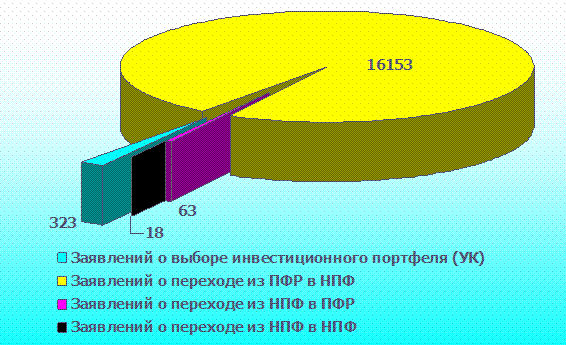 16153
323
18
63
Заявлений о выборе инвестиционного портфеля (УК)
Заявлений о переходе из ПФР в НПФ
Заявлений о переходе из НПФ в ПФР
Заявлений о переходе из НПФ в НПФ